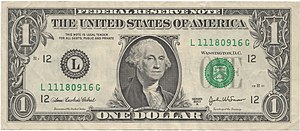 FEDERAL RESERVE NOTE
THE UNITED STATES OF AMERICA
THIS NOTE IS LEGAL TENDER
FOR ALL DEBTS, PUBLIC AND PRIVATE
L 11180916 G
WASHINGTON, D.C.
12
12
L
L 11180916 G
12
12
SERIES
ONE DOLLAR
1
1
1
1